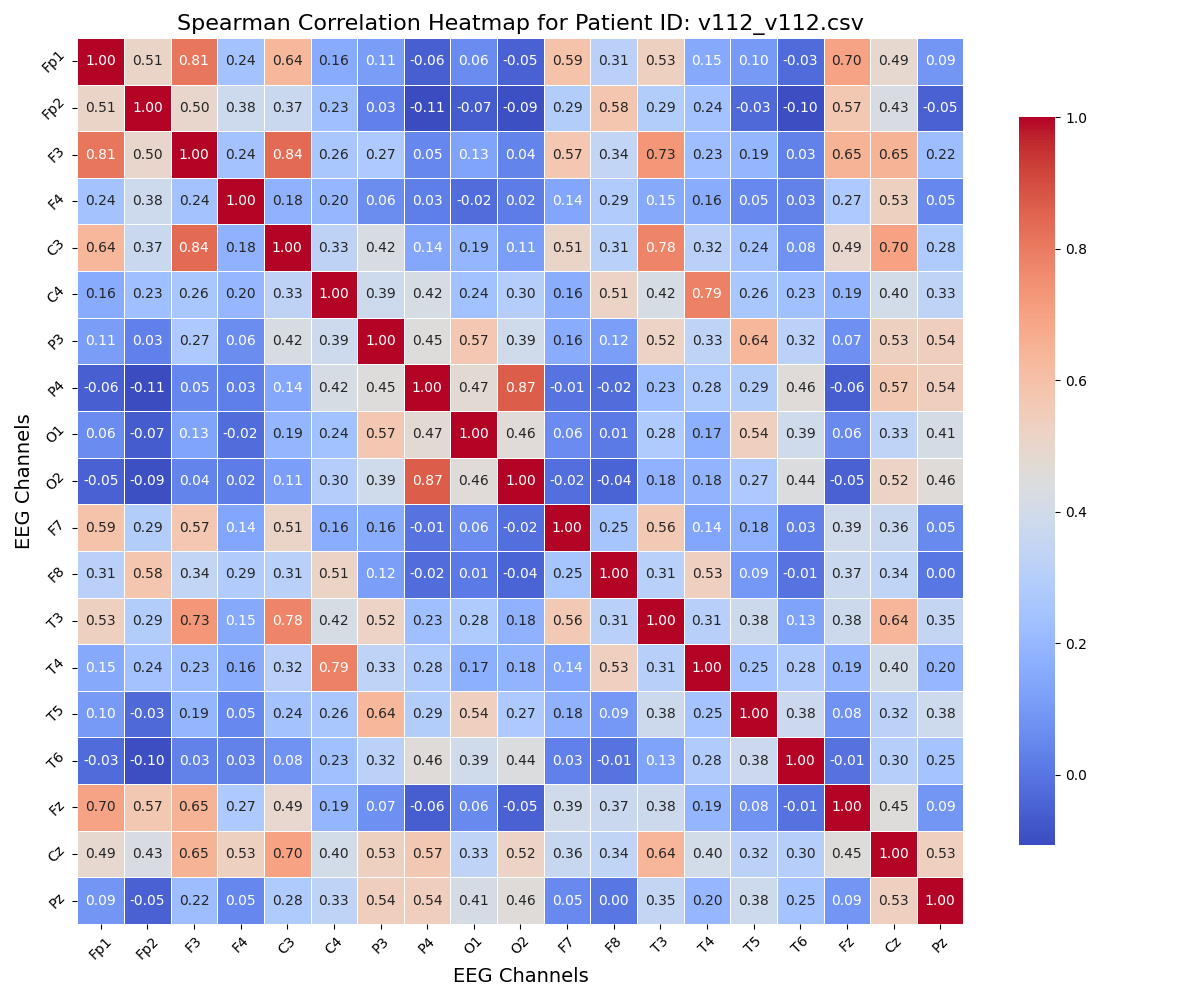 Spearman Correlation Heatmap for Patient ID: v112_v112.csv
Fp1 1.00 0.51 0.81 0.24 0.64 0.16 0.11 -0.06 0.06 -0.05 0.59 0.31 0.53 0.15 0.10 -0.03 0.70 0.49 0.09
Fp2 0.51 1.00 0.50 0.38 0.37 0.23 0.03 -0.11 -0.07 -0.09 0.29 0.58 0.29 0.24 -0.03 -0.10 0.57 0.43 -0.05
F3 0.81 0.50 1.00 0.24 0.84 0.26 0.27 0.05 0.13 0.04 0.57 0.34 0.73 0.23 0.19 0.03 0.65 0.65 0.22
F4 0.24 0.38 0.24 1.00 0.18 0.20 0.06 0.03 -0.02 0.02 0.14 0.29 0.15 0.16 0.05 0.03 0.27 0.53 0.05
C3 0.64 0.37 0.84 0.18 1.00 0.33 0.42 0.14 0.19 0.11 0.51 0.31 0.78 0.32 0.24 0.08 0.49 0.70 0.28
C4 0.16 0.23 0.26 0.20 0.33 1.00 0.39 0.42 0.24 0.30 0.16 0.51 0.42 0.79 0.26 0.23 0.19 0.40 0.33
P3 0.11 0.03 0.27 0.06 0.42 0.39 1.00 0.45 0.57 0.39 0.16 0.12 0.52 0.33 0.64 0.32 0.07 0.53 0.54
P4 -0.06 -0.11 0.05 0.03 0.14 0.42 0.45 1.00 0.47 0.87 -0.01 -0.02 0.23 0.28 0.29 0.46 -0.06 0.57 0.54
O1 0.06 -0.07 0.13 -0.02 0.19 0.24 0.57 0.47 1.00 0.46 0.06 0.01 0.28 0.17 0.54 0.39 0.06 0.33 0.41
O2 -0.05 -0.09 0.04 0.02 0.11 0.30 0.39 0.87 0.46 1.00 -0.02 -0.04 0.18 0.18 0.27 0.44 -0.05 0.52 0.46
F7 0.59 0.29 0.57 0.14 0.51 0.16 0.16 -0.01 0.06 -0.02 1.00 0.25 0.56 0.14 0.18 0.03 0.39 0.36 0.05
F8 0.31 0.58 0.34 0.29 0.31 0.51 0.12 -0.02 0.01 -0.04 0.25 1.00 0.31 0.53 0.09 -0.01 0.37 0.34 0.00
T3 0.53 0.29 0.73 0.15 0.78 0.42 0.52 0.23 0.28 0.18 0.56 0.31 1.00 0.31 0.38 0.13 0.38 0.64 0.35
T4 0.15 0.24 0.23 0.16 0.32 0.79 0.33 0.28 0.17 0.18 0.14 0.53 0.31 1.00 0.25 0.28 0.19 0.40 0.20
T5 0.10 -0.03 0.19 0.05 0.24 0.26 0.64 0.29 0.54 0.27 0.18 0.09 0.38 0.25 1.00 0.38 0.08 0.32 0.38
T6 -0.03 -0.10 0.03 0.03 0.08 0.23 0.32 0.46 0.39 0.44 0.03 -0.01 0.13 0.28 0.38 1.00 -0.01 0.30 0.25
Fz 0.70 0.57 0.65 0.27 0.49 0.19 0.07 -0.06 0.06 -0.05 0.39 0.37 0.38 0.19 0.08 -0.01 1.00 0.45 0.09
Cz 0.49 0.43 0.65 0.53 0.70 0.40 0.53 0.57 0.33 0.52 0.36 0.34 0.64 0.40 0.32 0.30 0.45 1.00 0.53
Pz 0.09 -0.05 0.22 0.05 0.28 0.33 0.54 0.54 0.41 0.46 0.05 0.00 0.35 0.20 0.38 0.25 0.09 0.53 1.00
Fp1 Fp2 F3 F4 C3 C4 P3 P4 O1 O2 F7 F8 T3 T4 T5 T6 Fz Cz Pz
EEG Channels
EEG Channels
1.0
0.8
0.6
0.4
0.2
0.0